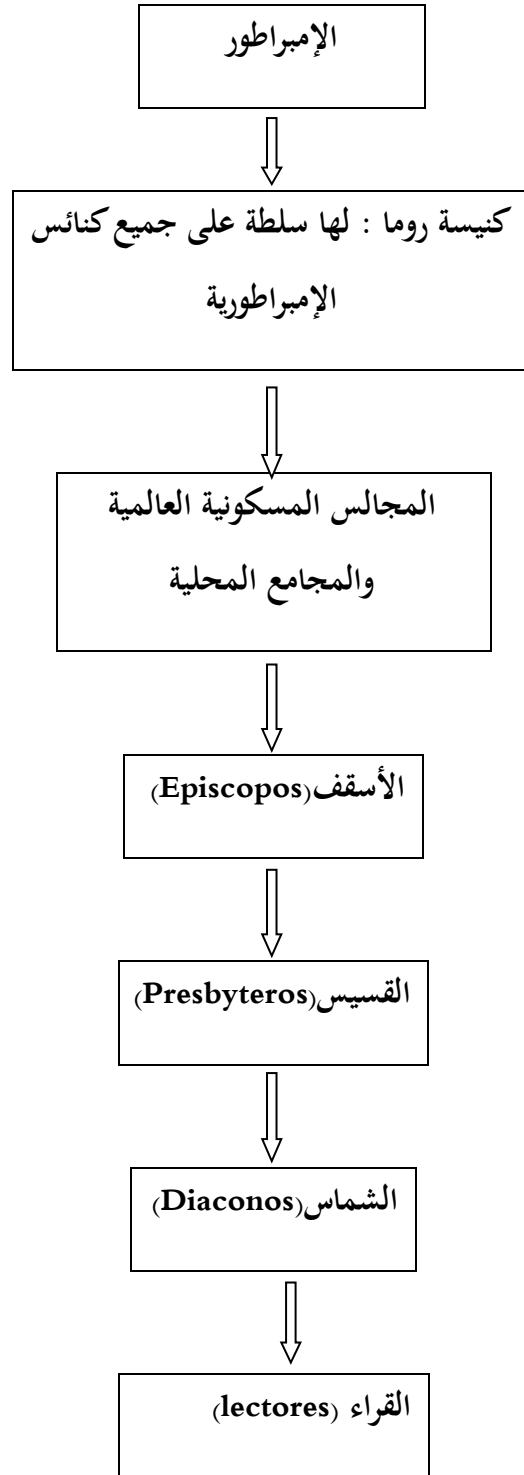 الإمبراطور
كنيسة روما : لها سلطة على جميع كنائس
الإمبراطورية
المجالس المسكونية العالمية
والمجامع المحلية
الأسقف(Episcopos)
القسيس(Presbyteros)
الشماس(Diaconos)
القراء (lectores)